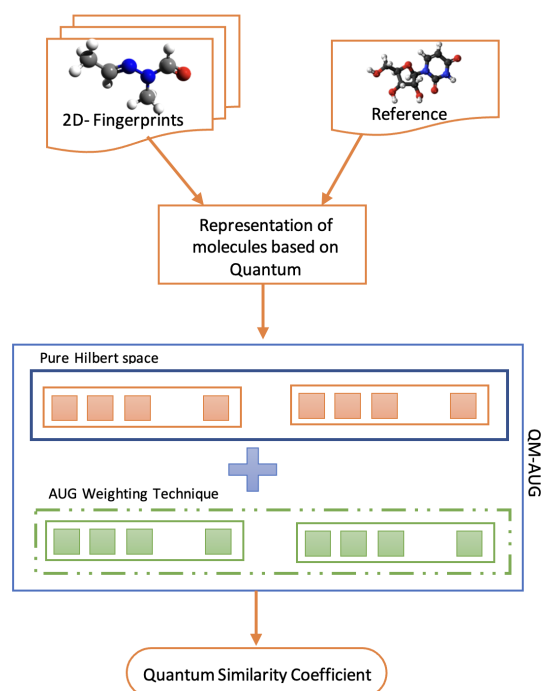 2D- Fingerprints
Reference
Representation of
molecules based on
Quantum
Pure Hilbert space
AUG Weighting Technique
QM-AUG
Quantum Similarity Coefficient